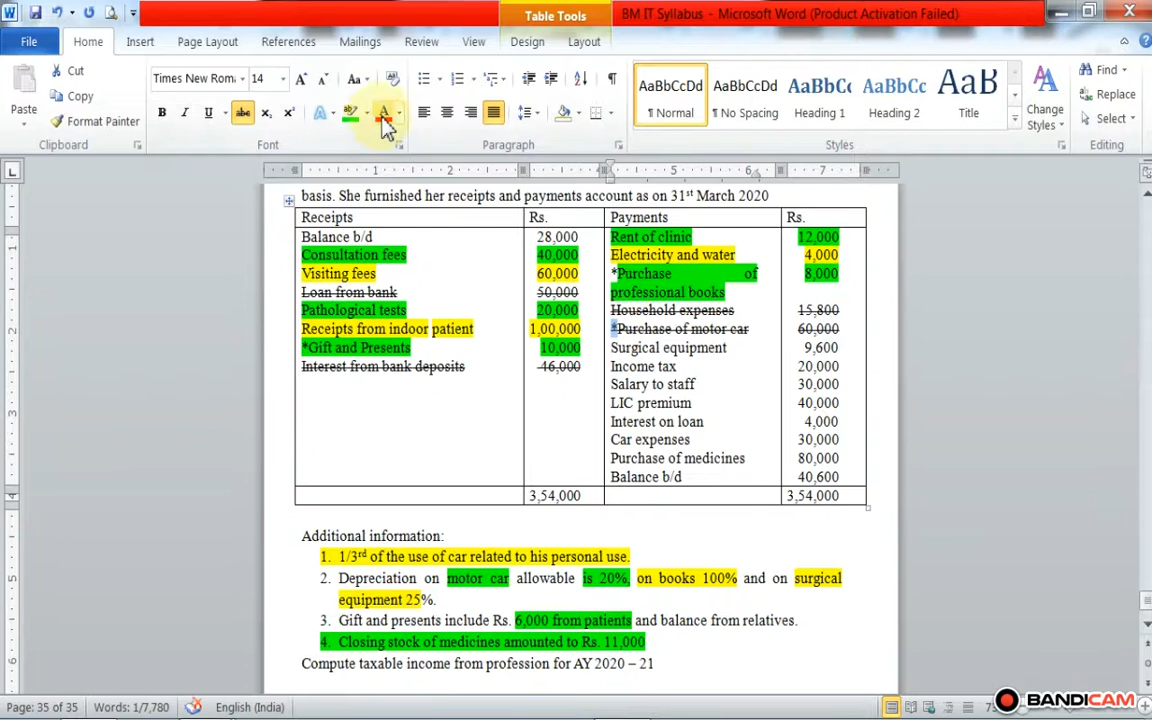 Table Tools
BM IT Syllabus - Microsoft Word (Product Activation Failed)
File Home Insert Page Layout References Mailings Review View Design Layout
Paste Cut Copy Format Painter Clipboard
Times New Rom 14 Font
Paragraph
AaBbCcDd AaBbCcDd AaBbCc AaBbCc AaB
¶ Normal ¶ No Spacing Heading 1 Heading 2 Title
Change Styles Styles
Find Replace Select Editing
basis. She furnished her receipts and payments account as on 31st March 2020
Receipts Rs. Payments Rs.
Balance b/d 28,000 Rent of clinic 12,000
Consultation fees 40,000 Electricity and water 4,000
Visiting fees 60,000 *Purchase of 8,000
Loan from bank 50,000 professional books
Pathological tests 20,000 Household expenses 15,800
Receipts from indoor patient 1,00,000 *Purchase of motor car 60,000
*Gift and Presents 10,000 Surgical equipment 9,600
Interest from bank deposits 46,000 Income tax 20,000
Salary to staff 30,000
LIC premium 40,000
Interest on loan 4,000
Car expenses 30,000
Purchase of medicines 80,000
Balance b/d 40,600
3,54,000 3,54,000
Additional information:
1. 1/3rd of the use of car related to his personal use.
2. Depreciation on motor car allowable is 20%, on books 100% and on surgical
equipment 25%.
3. Gift and presents include Rs. 6,000 from patients and balance from relatives.
4. Closing stock of medicines amounted to Rs. 11,000
Compute taxable income from profession for AY 2020 – 21
Page: 35 of 35 Words: 1/7,780 English (India)
BANDICAM